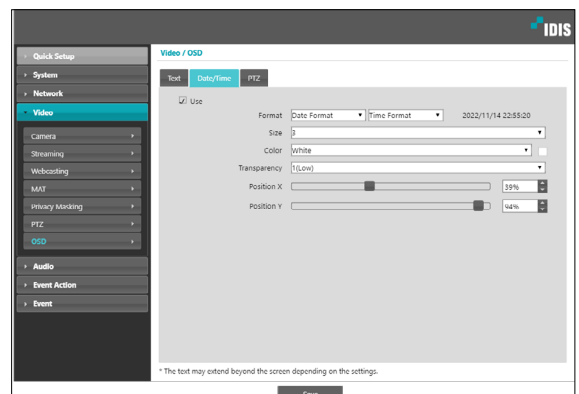 IDIS
Quick Setup
System
Network
Video
Camera
Streaming
Webcasting
MAT
Privacy Masking
PTZ
OSD
Audio
Event Action
Event
Video / OSD
Text Date/Time PTZ
Use
Format Date Format Time Format 2022/11/14 22:55:20
Size 3
Color White
Transparency 1(Low)
Position X 39%
Position Y 94%
* The text may extend beyond the screen depending on the settings.
Save